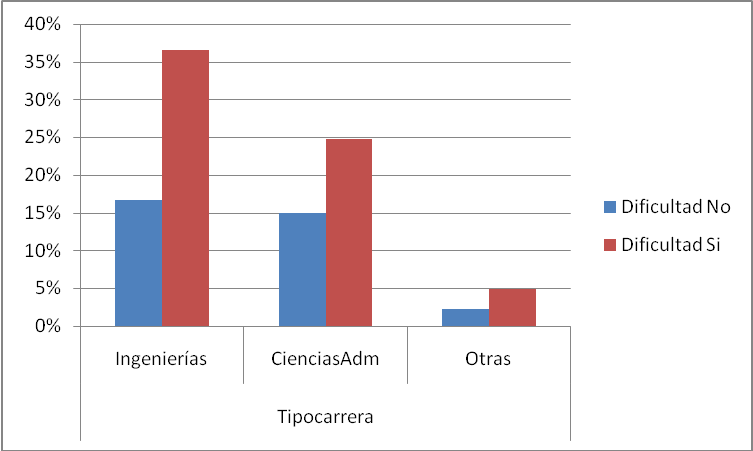 40%
35%
30%
25%
20%
15%
10%
5%
0%
Ingenierías
CienciasAdm
Otras
Tipocarrera
Dificultad No
Dificultad Si